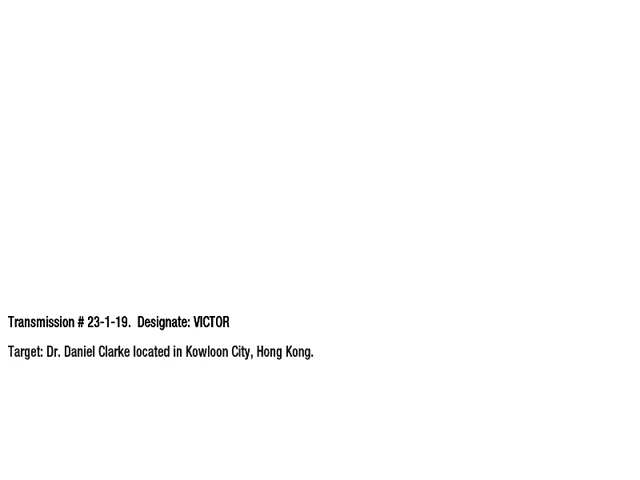 Transmission # 23-1-19.  Designate: VICTOR
Target: Dr. Daniel Clarke located in Kowloon City, Hong Kong.